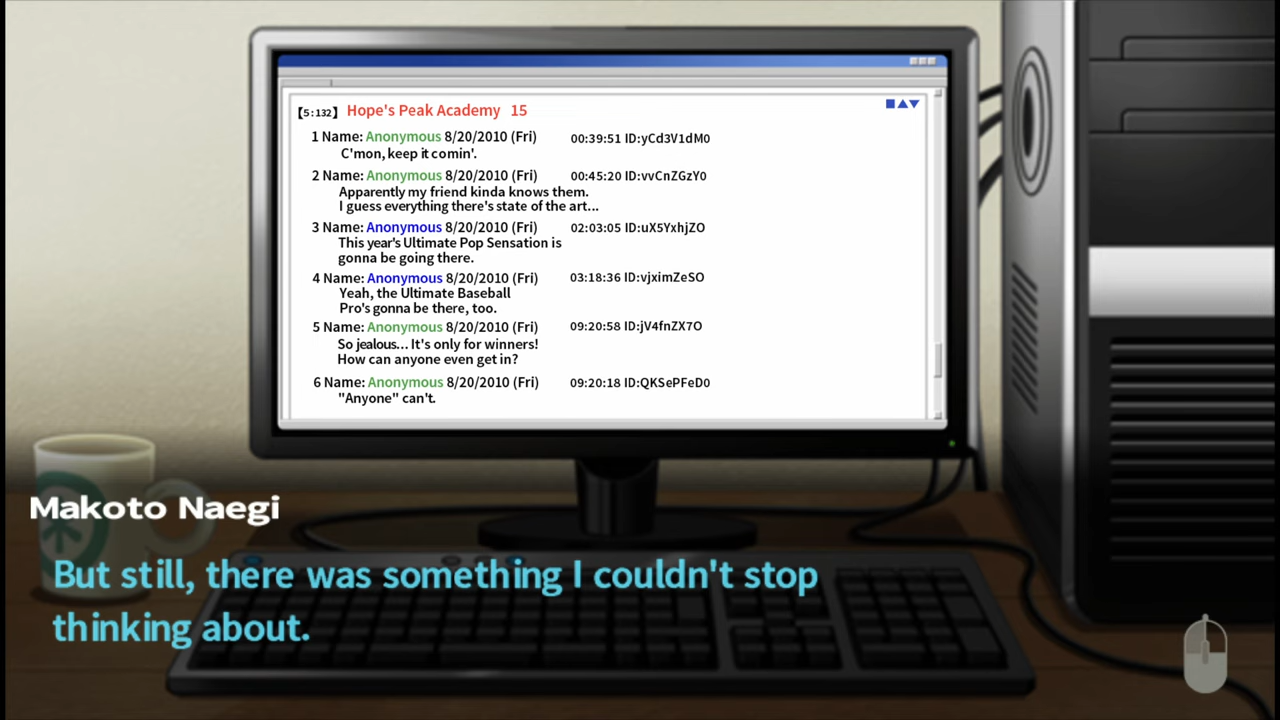 【5:132】 Hope's Peak Academy 15
1 Name: Anonymous 8/20/2010 (Fri) 00:39:51 ID:yCd3V1dM0
C'mon, keep it comin'.
2 Name: Anonymous 8/20/2010 (Fri) 00:45:20 ID:vvCnZGzY0
Apparently my friend kinda knows them.
I guess everything there's state of the art...
3 Name: Anonymous 8/20/2010 (Fri) 02:03:05 ID:uX5YxhjZO
This year's Ultimate Pop Sensation is
gonna be going there.
4 Name: Anonymous 8/20/2010 (Fri) 03:18:36 ID:vjximZeSO
Yeah, the Ultimate Baseball
Pro's gonna be there, too.
5 Name: Anonymous 8/20/2010 (Fri) 09:20:58 ID:jV4fnZX7O
So jealous... It's only for winners!
How can anyone even get in?
6 Name: Anonymous 8/20/2010 (Fri) 09:20:18 ID:QKSePFeD0
"Anyone" can't.
Makoto Naegi
But still, there was something I couldn't stop
thinking about.